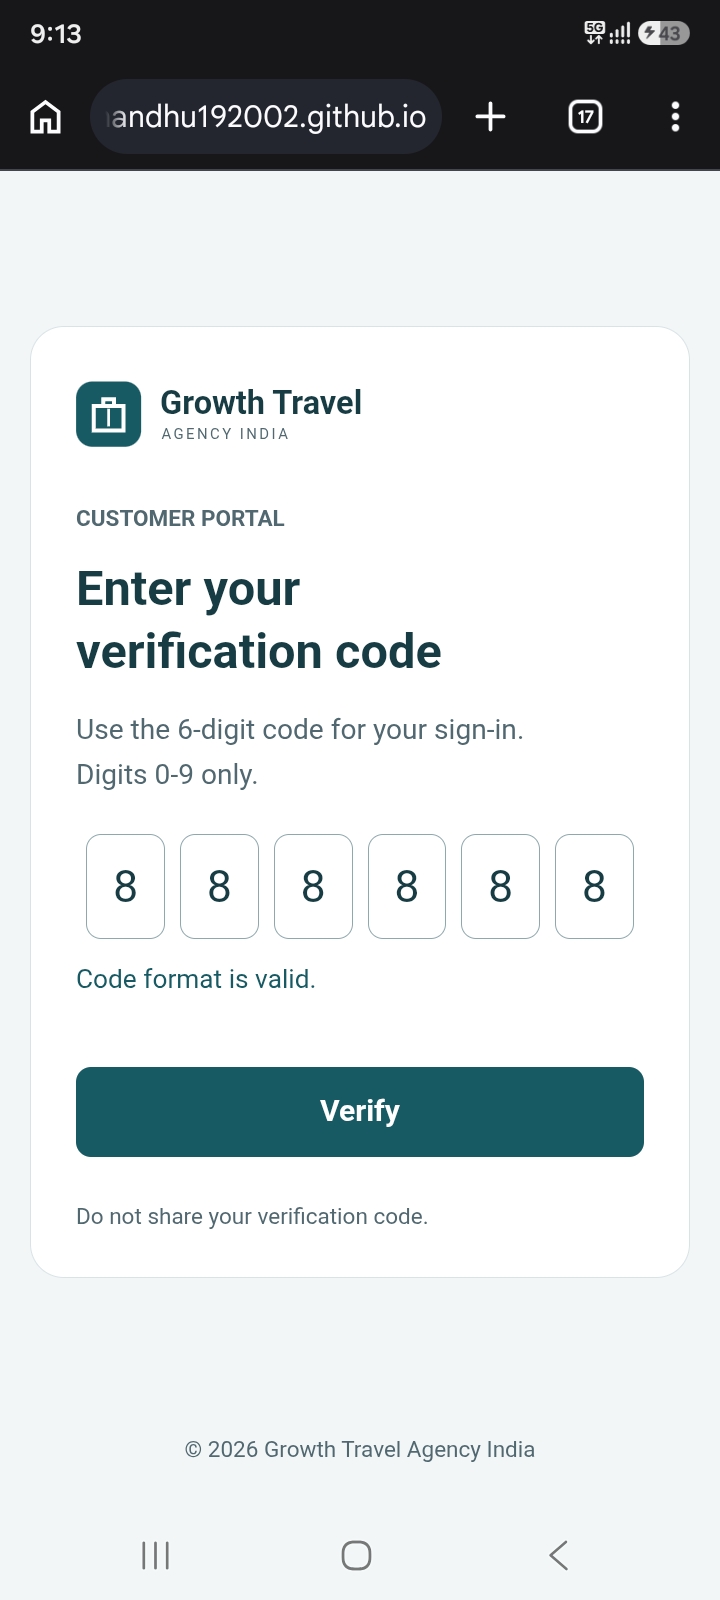 9:13
5G
43
andhu192002.github.io
17
Growth Travel
AGENCY INDIA
CUSTOMER PORTAL
Enter your
verification code
Use the 6-digit code for your sign-in.
Digits 0-9 only.
8 8 8 8 8 8
Code format is valid.
Verify
Do not share your verification code.
© 2026 Growth Travel Agency India